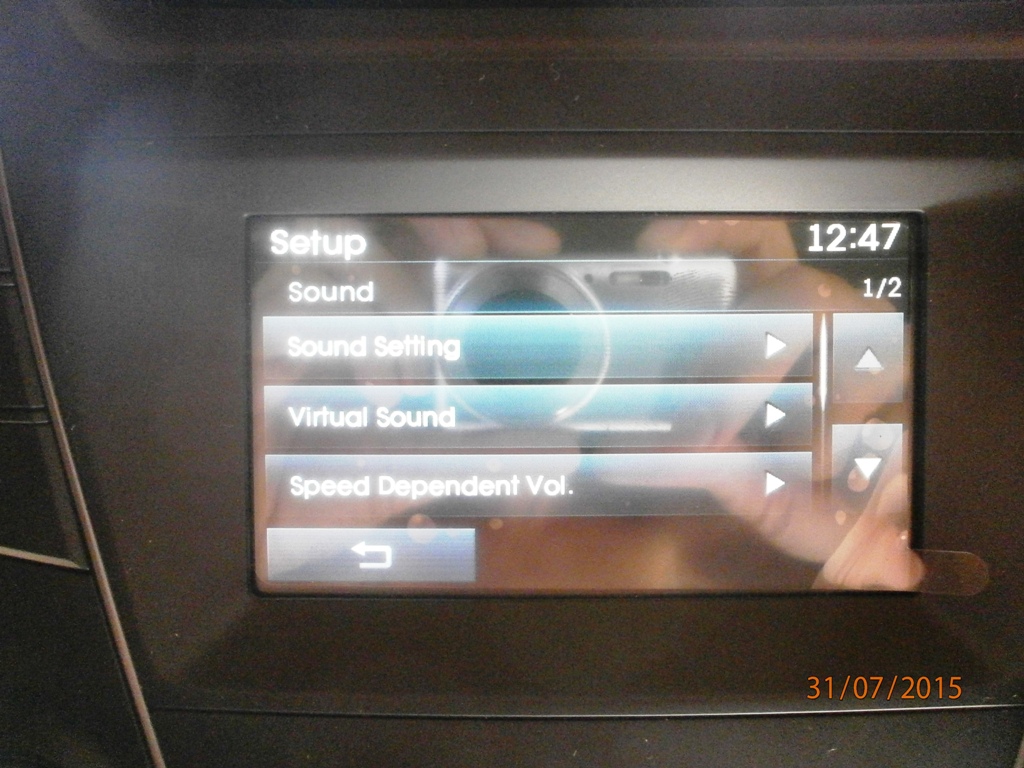 Setup
12:47
Sound
1/2
Sound Setting
Virtual Sound
Speed Dependent Vol.
31/07/2015